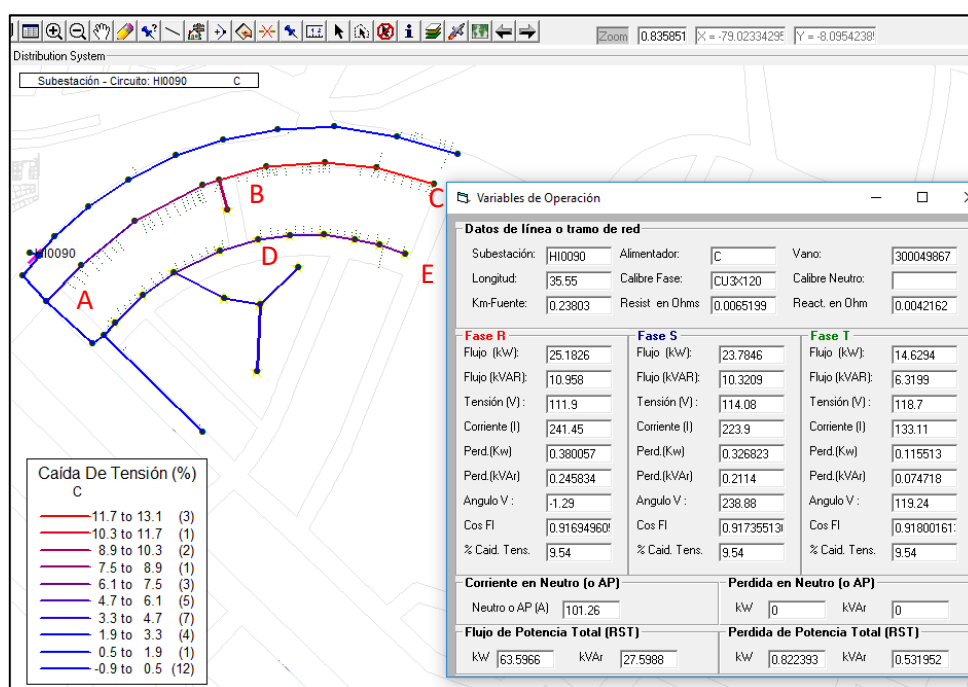 Zoom 0.835851 X = -79.02334295 Y = -8.0954238
Distribution System
Subestación - Circuito: HI0090 C
B
C
HI0090
A
D
E
Caída De Tensión (%)
C
11.7 to 13.1 (3)
10.3 to 11.7 (1)
8.9 to 10.3 (2)
7.5 to 8.9 (1)
6.1 to 7.5 (3)
4.7 to 6.1 (5)
3.3 to 4.7 (7)
1.9 to 3.3 (4)
0.5 to 1.9 (1)
-0.9 to 0.5 (12)
Variables de Operación
Datos de línea o tramo de red
Subestación: HI0090 Alimentador: C Vano: 300049867
Longitud: 35.55 Calibre Fase: CU3X120 Calibre Neutro:
Km-Fuente: 0.23803 Resist en Ohms 0.0065199 React. en Ohm 0.0042162
Fase R Fase S Fase T
Flujo (kW): 25.1826 Flujo (kW): 23.7846 Flujo (kW): 14.6294
Flujo (kVAR): 10.958 Flujo (kVAR): 10.3209 Flujo (kVAR): 6.3199
Tensión (V) : 111.9 Tensión (V) : 114.08 Tensión (V) : 118.7
Corriente (I) 241.45 Corriente (I) 223.9 Corriente (I) 133.11
Perd.(Kw) 0.380057 Perd.(Kw) 0.326823 Perd.(Kw) 0.115513
Perd.(kVAr) 0.245834 Perd.(kVAr) 0.2114 Perd.(kVAr) 0.074718
Angulo V : -1.29 Angulo V : 238.88 Angulo V : 119.24
Cos FI 0.91694960 Cos FI 0.91735513 Cos FI 0.91800161
% Caid. Tens. 9.54 % Caid. Tens. 9.54 % Caid. Tens. 9.54
Corriente en Neutro (o AP) Perdida en Neutro (o AP)
Neutro o AP (A) 101.26 kW 0 kVAr 0
Flujo de Potencia Total (RST) Perdida de Potencia Total (RST)
kW 63.5966 kVAr 27.5988 kW 0.822393 kVAr 0.531952